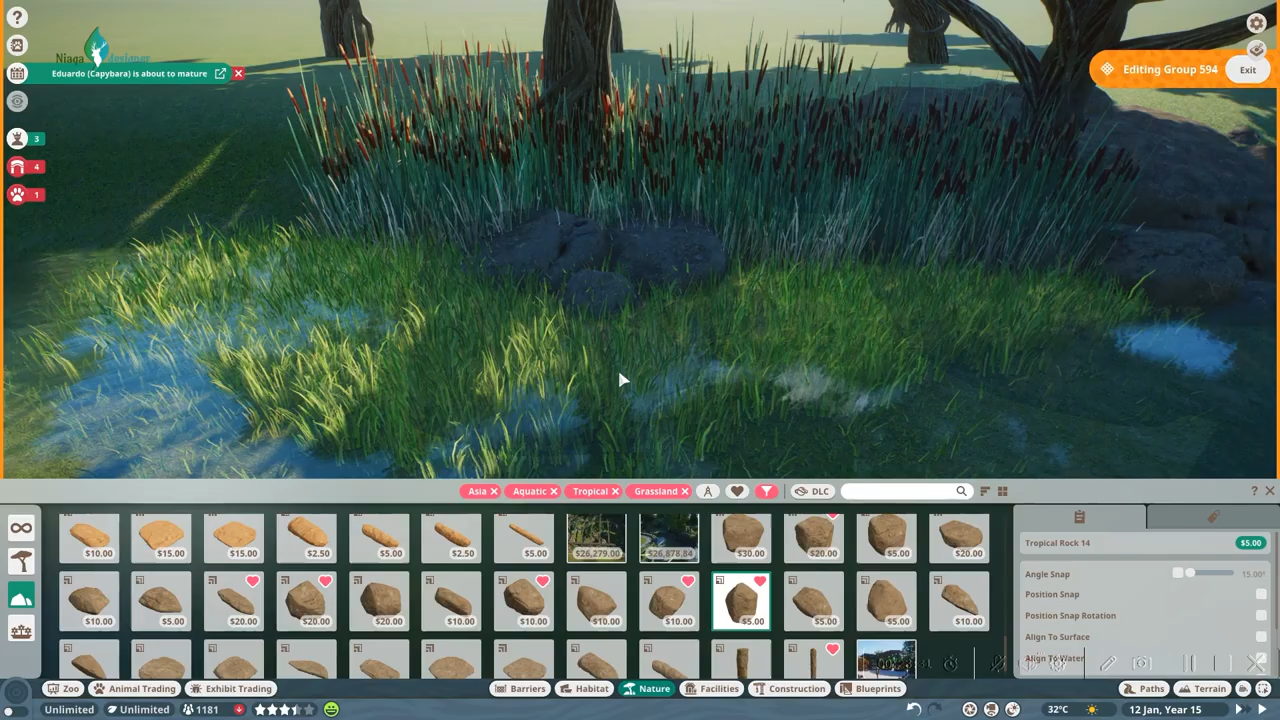 ?
Niaga designer
Eduardo (Capybara) is about to mature
Editing Group 594
Exit
3
4
1
Asia
Aquatic
Tropical
Grassland
DLC
?
$10.00 $15.00 $15.00 $2.50 $5.00 $2.50 $5.00 $26,279.00 $26,878.84 $30.00 $20.00 $5.00 $20.00
$10.00 $5.00 $20.00 $20.00 $20.00 $10.00 $10.00 $10.00 $10.00 $5.00 $5.00 $5.00 $10.00
Tropical Rock 14
$5.00
Angle Snap
15.00°
Position Snap
Position Snap Rotation
Align To Surface
Align To Water
Zoo
Animal Trading
Exhibit Trading
Barriers
Habitat
Nature
Facilities
Construction
Blueprints
Paths
Terrain
Unlimited
Unlimited
1181
32°C
12 Jan, Year 15